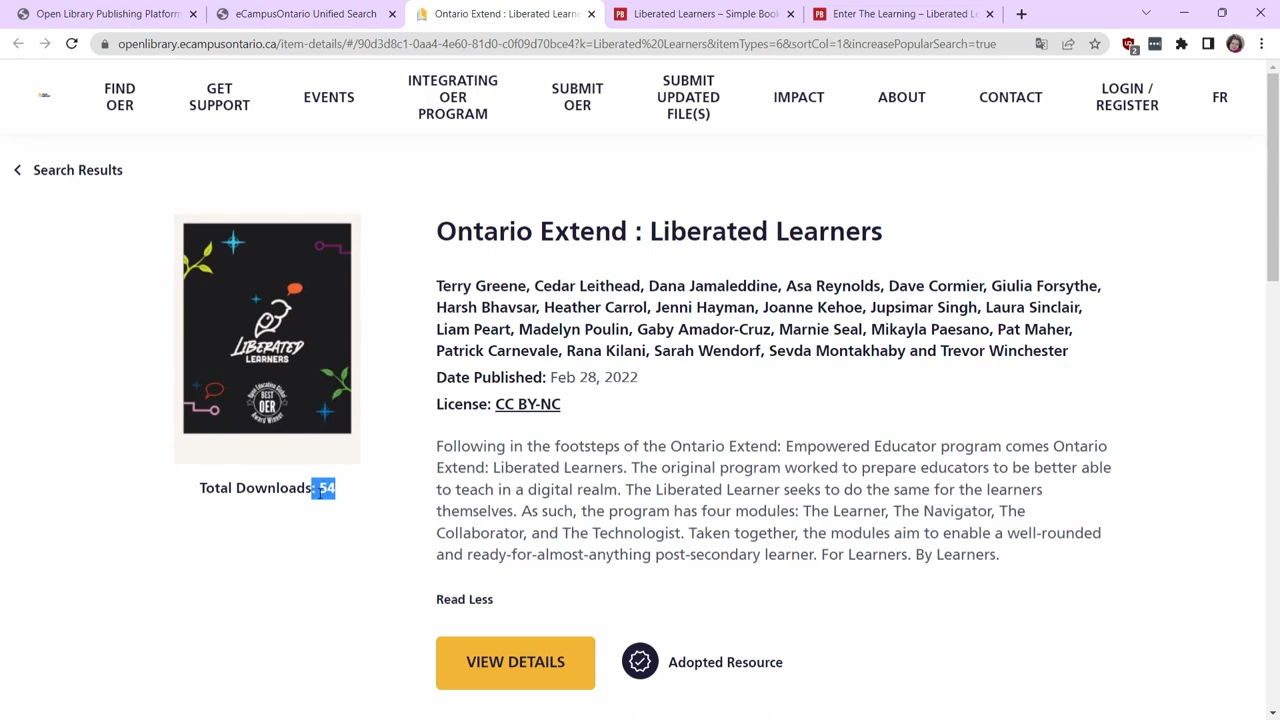 Open Library Publishing Platform
eCampusOntario Unified Search
Ontario Extend : Liberated Learne
Liberated Learners – Simple Boo
Enter The Learning – Liberated L
openlibrary.ecampusontario.ca/item-details/#/90d3d8c1-0aa4-4e60-81d0-c0f09d70bce4?k=Liberated%20Learners&itemTypes=6&sortCol=1&increasePopularSearch=true
2
FIND
OER
GET
SUPPORT
EVENTS
INTEGRATING
OER
PROGRAM
SUBMIT
OER
SUBMIT
UPDATED
FILE(S)
IMPACT
ABOUT
CONTACT
LOGIN /
REGISTER
FR
Search Results
LIBERATED
LEARNERS
BEST
OER
Total Downloads: 54
Ontario Extend : Liberated Learners
Terry Greene, Cedar Leithead, Dana Jamaleddine, Asa Reynolds, Dave Cormier, Giulia Forsythe,
Harsh Bhavsar, Heather Carrol, Jenni Hayman, Joanne Kehoe, Jupsimar Singh, Laura Sinclair,
Liam Peart, Madelyn Poulin, Gaby Amador-Cruz, Marnie Seal, Mikayla Paesano, Pat Maher,
Patrick Carnevale, Rana Kilani, Sarah Wendorf, Sevda Montakhaby and Trevor Winchester
Date Published: Feb 28, 2022
License: CC BY-NC
Following in the footsteps of the Ontario Extend: Empowered Educator program comes Ontario
Extend: Liberated Learners. The original program worked to prepare educators to be better able
to teach in a digital realm. The Liberated Learner seeks to do the same for the learners
themselves. As such, the program has four modules: The Learner, The Navigator, The
Collaborator, and The Technologist. Taken together, the modules aim to enable a well-rounded
and ready-for-almost-anything post-secondary learner. For Learners. By Learners.
Read Less
VIEW DETAILS
Adopted Resource